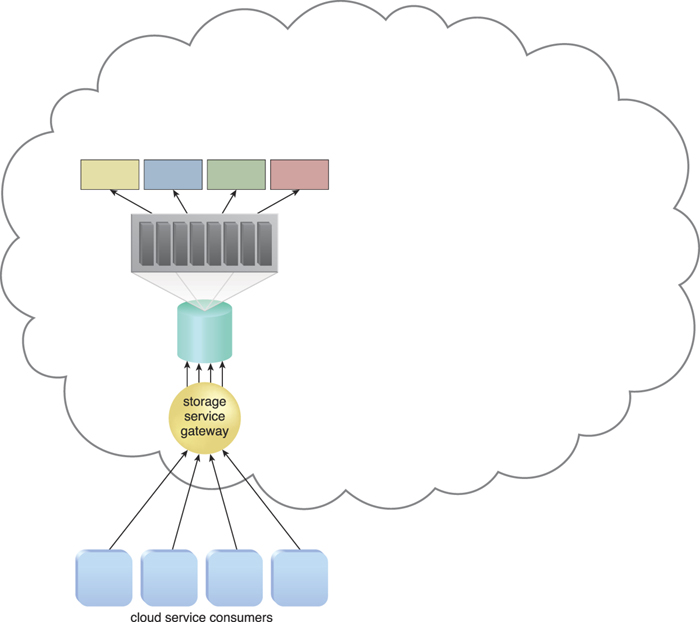 storage
service
gateway
cloud service consumers